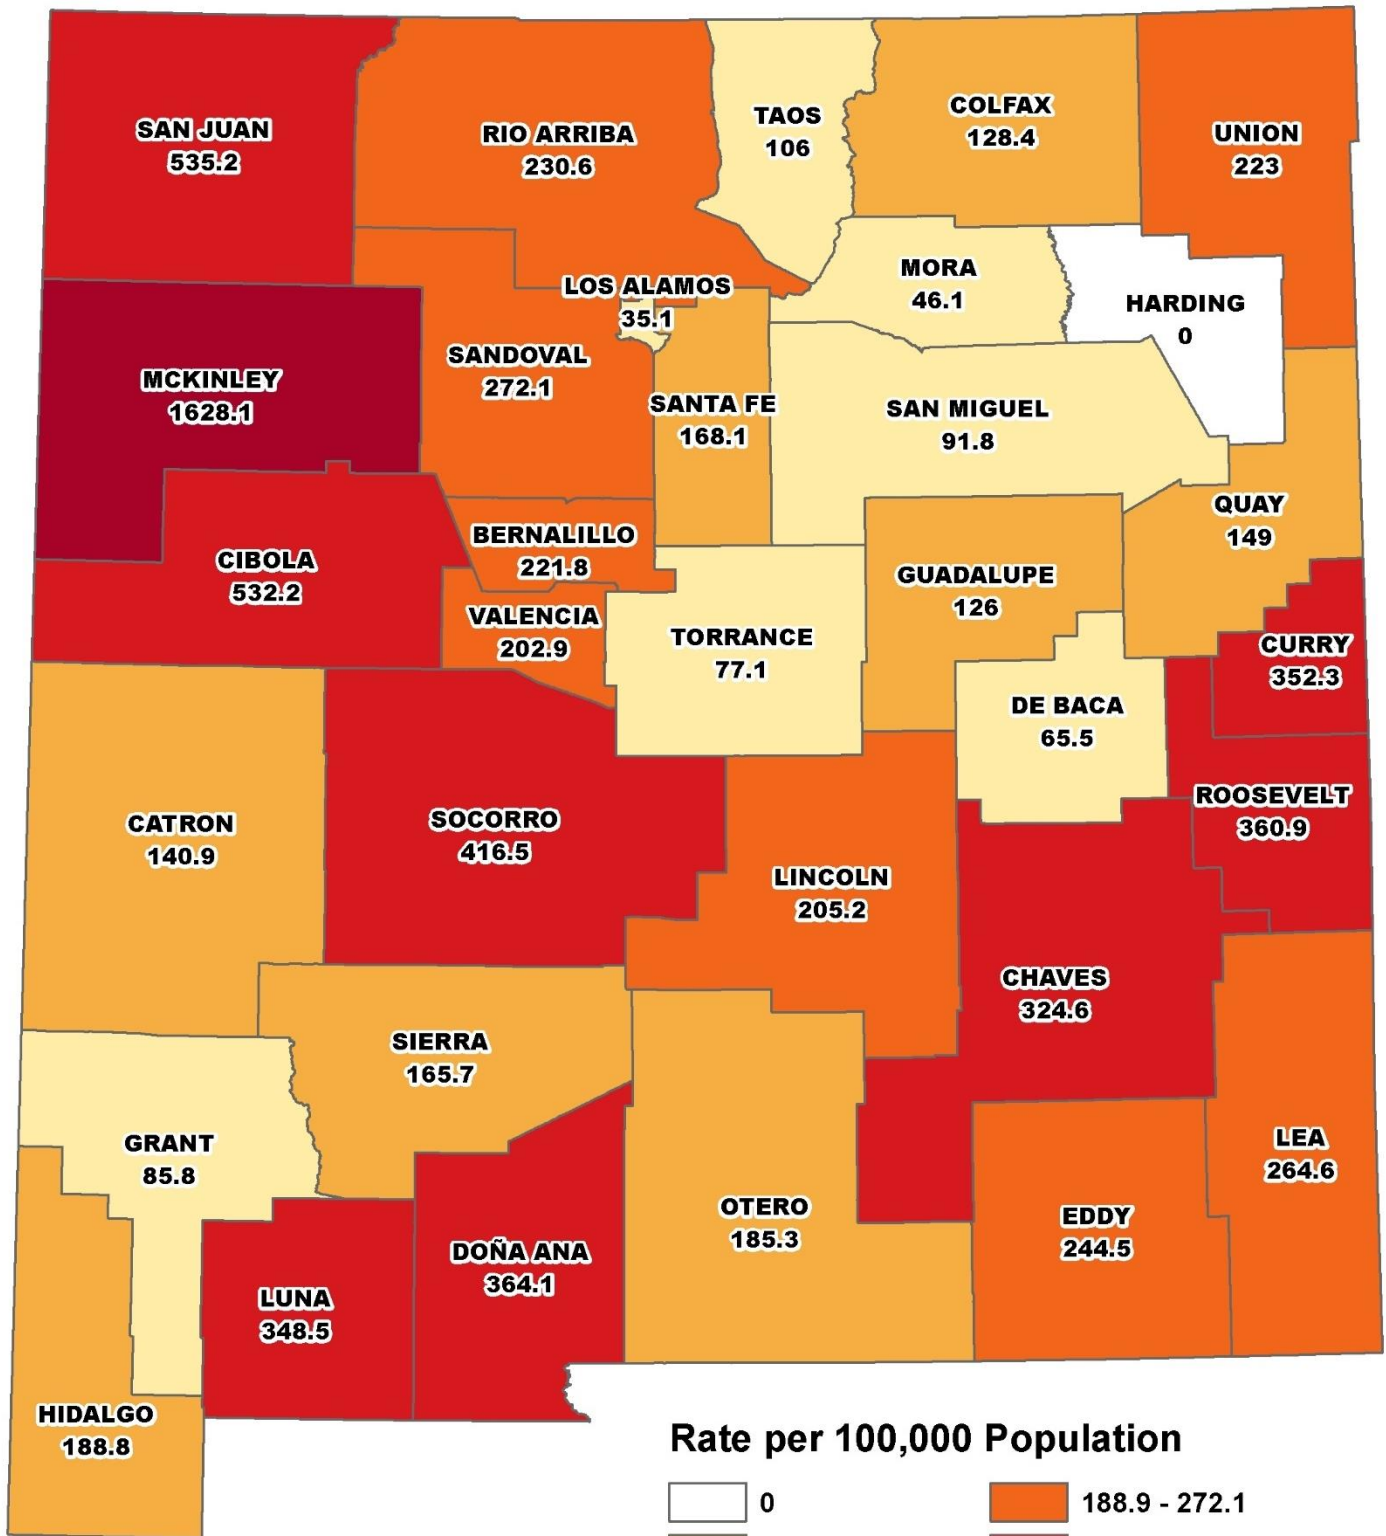 SAN JUAN
535.2
RIO ARRIBA
230.6
TAOS
106
COLFAX
128.4
UNION
223
LOS ALAMOS
35.1
MORA
46.1
HARDING
0
MCKINLEY
1628.1
SANDOVAL
272.1
SANTA FE
168.1
SAN MIGUEL
91.8
QUAY
149
CIBOLA
532.2
BERNALILLO
221.8
VALENCIA
202.9
TORRANCE
77.1
GUADALUPE
126
CURRY
352.3
DE BACA
65.5
ROOSEVELT
360.9
CATRON
140.9
SOCORRO
416.5
LINCOLN
205.2
CHAVES
324.6
SIERRA
165.7
GRANT
85.8
LEA
264.6
OTERO
185.3
EDDY
244.5
DOÑA ANA
364.1
LUNA
348.5
HIDALGO
188.8
Rate per 100,000 Population
0
188.9 - 272.1